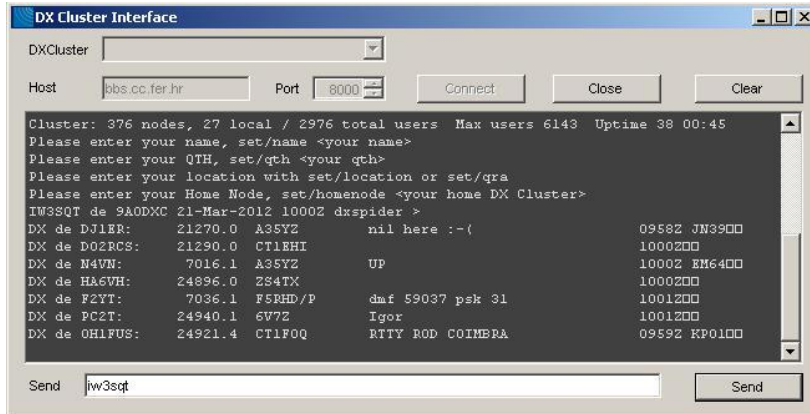 DX Cluster Interface
DXCluster
Host bbs.cc.fer.hr Port 8000 Connect Close Clear
Cluster: 376 nodes, 27 local / 2976 total users Max users 6143 Uptime 38 00:45
Please enter your name, set/name <your name>
Please enter your QTH, set/qth <your qth>
Please enter your location with set/location or set/qra
Please enter your Home Node, set/homenode <your home DX Cluster>
IW3SQT de 9A0DXC 21-Mar-2012 1000Z dxspider >
DX de DJ1ER: 21270.0 A35YZ nil here :-( 0958Z JN39□□
DX de DO2RCS: 21290.0 CT1EHI 1000Z□□
DX de N4VN: 7016.1 A35YZ UP 1000Z EM64□□
DX de HA6VH: 24896.0 ZS4TX 1000Z□□
DX de F2YT: 7036.1 F5RHD/P dmf 59037 psk 31 1001Z□□
DX de PC2T: 24940.1 6V7Z Igor 1001Z□□
DX de OH1FUS: 24921.4 CT1FOQ RTTY ROD COIMBRA 0959Z KP01□□
Send iw3sqt Send